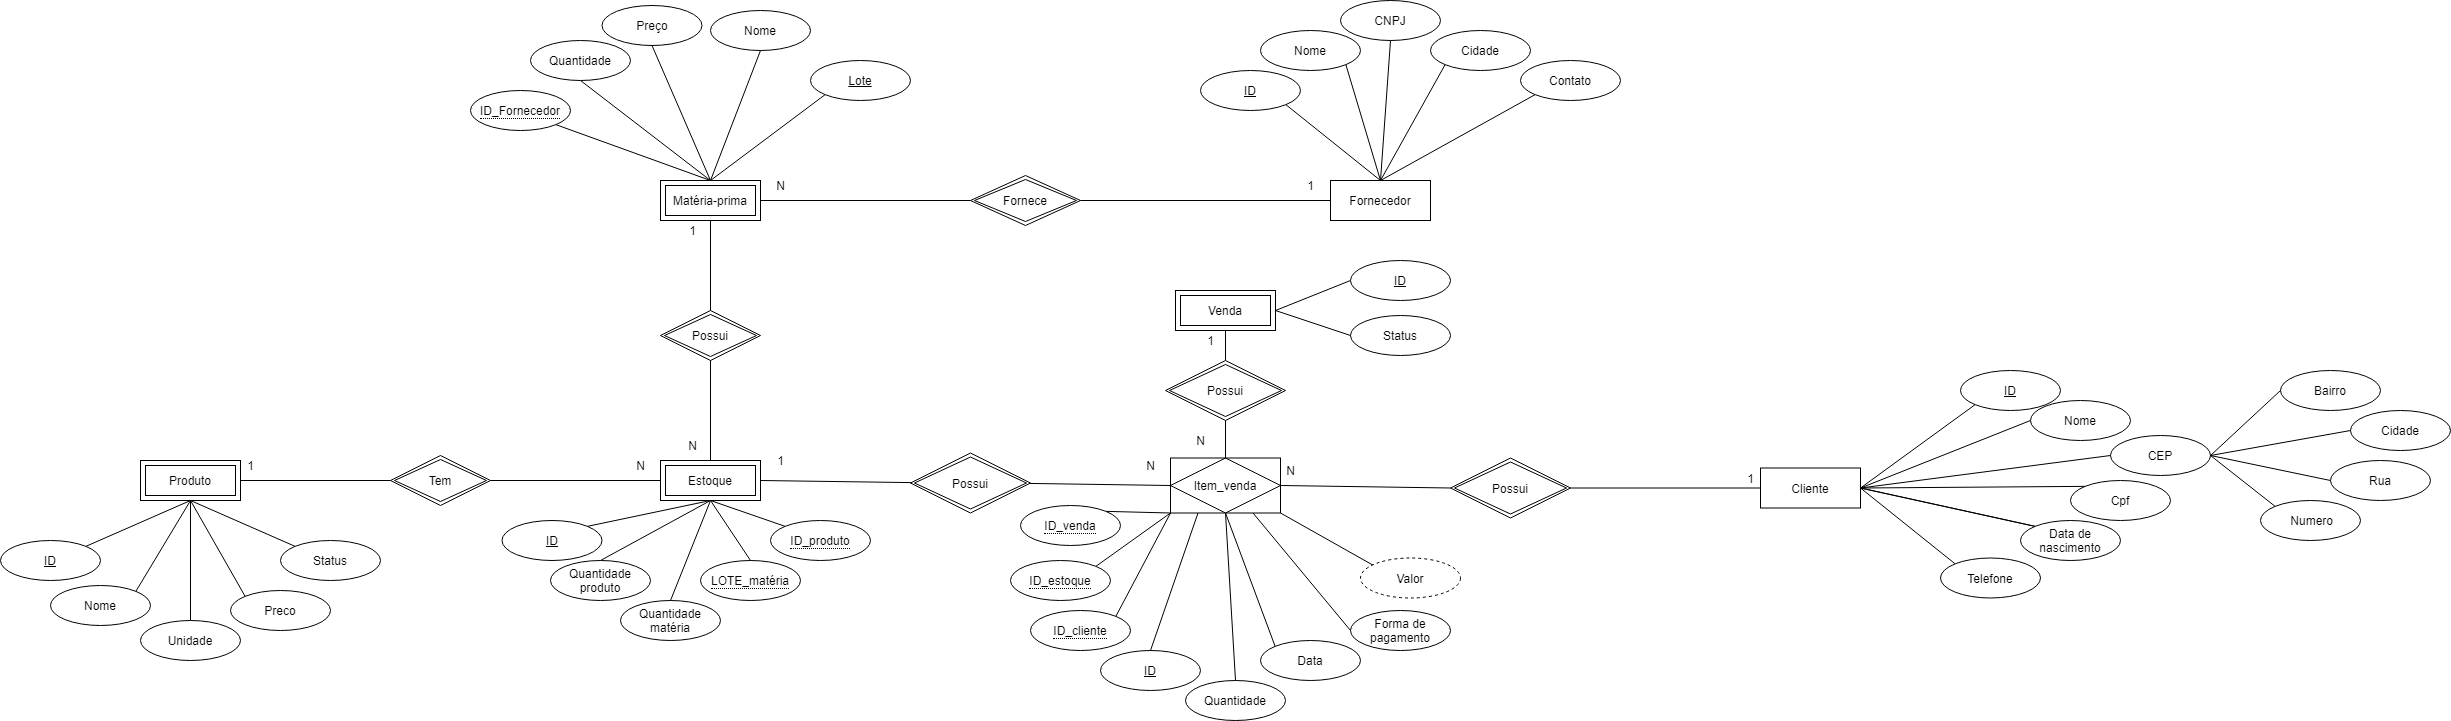 CNPJ
Preço
Nome
Nome
Cidade
Quantidade
Lote
Contato
ID
ID_Fornecedor
N
1
Matéria-prima
Fornece
Fornecedor
1
ID
Venda
Possui
Status
1
Possui
ID
Bairro
Nome
Cidade
N
N
CEP
1
N
1
N
N
1
Produto
Tem
Estoque
Possui
Item_venda
Possui
Cliente
Rua
Cpf
Numero
ID_venda
ID
ID_produto
Data de
nascimento
ID
Status
Quantidade
produto
LOTE_matéria
ID_estoque
Valor
Telefone
Nome
Preco
Quantidade
matéria
ID_cliente
Forma de
pagamento
Unidade
ID
Data
Quantidade